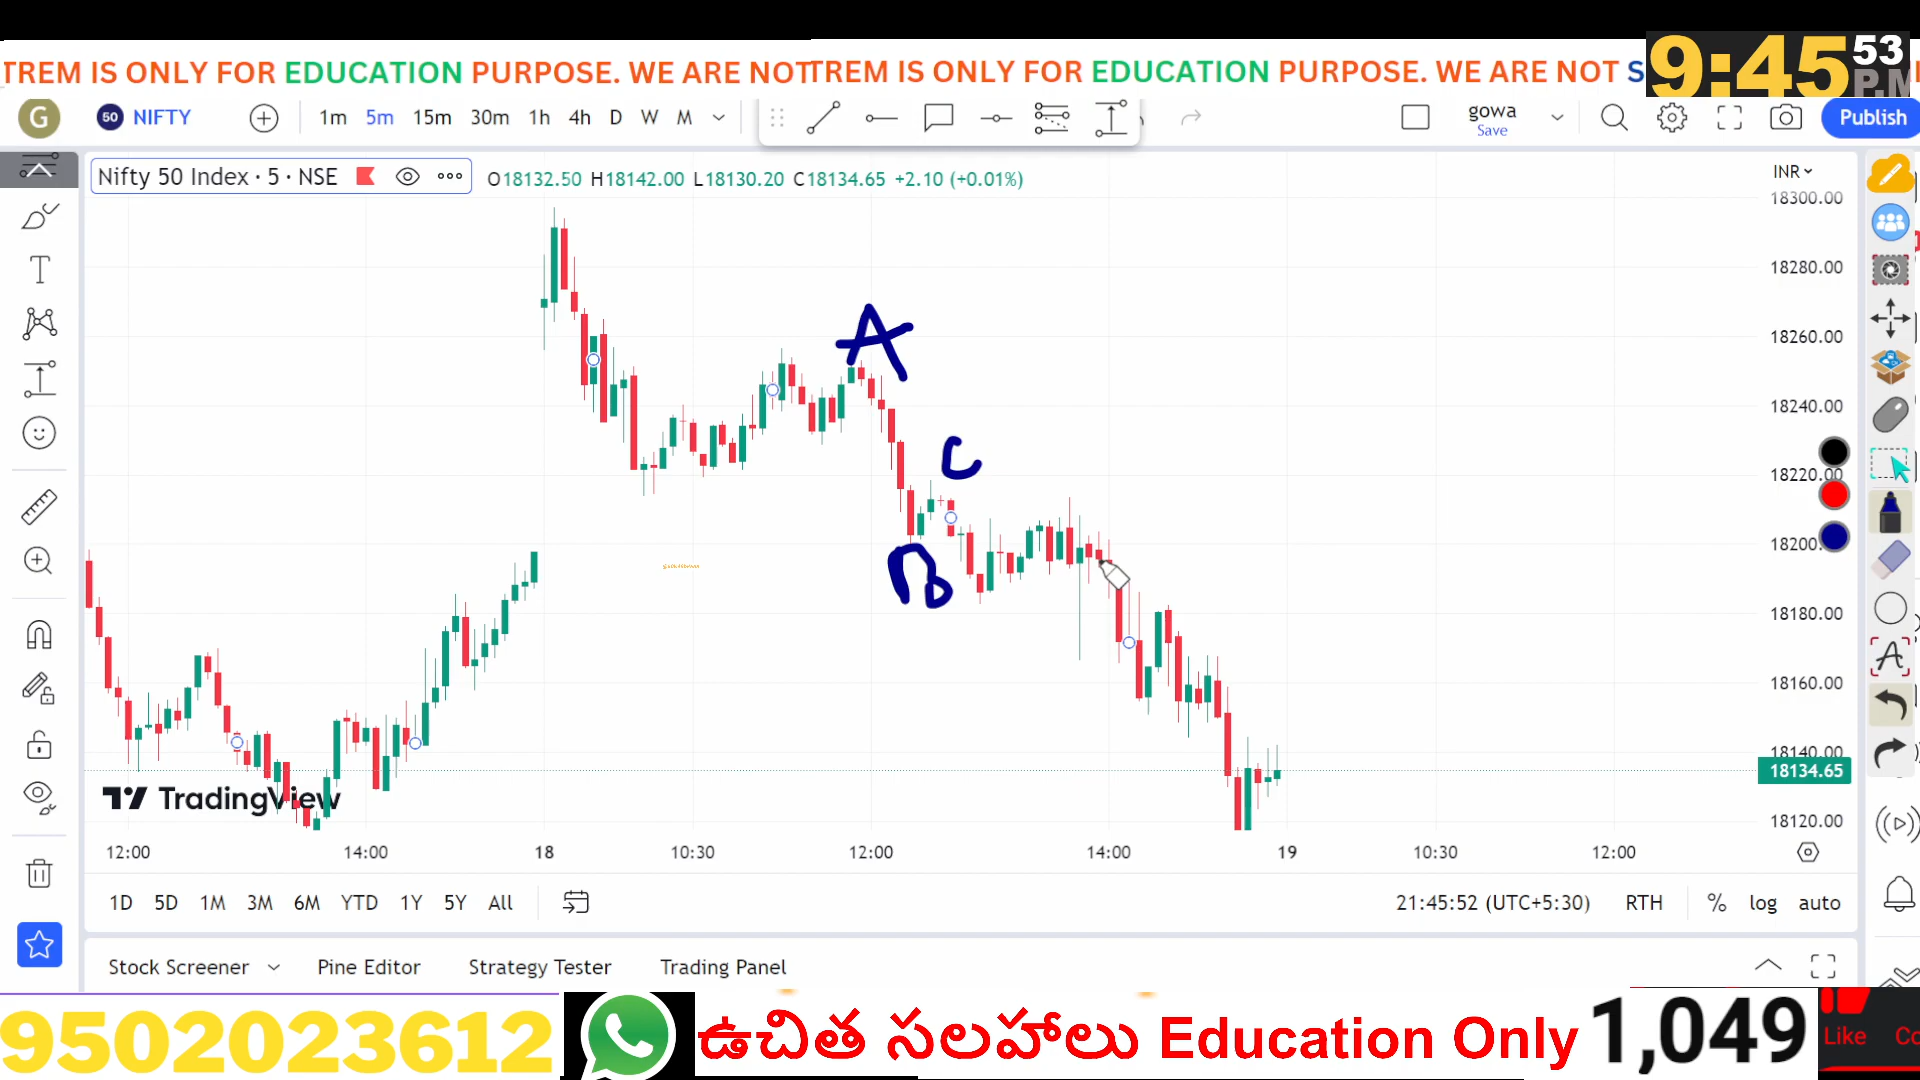 TREM IS ONLY FOR EDUCATION PURPOSE. WE ARE NOT TREM IS ONLY FOR EDUCATION PURPOSE. WE ARE NOT S
9:45 53 P.M
G 50 NIFTY 1m 5m 15m 30m 1h 4h D W M gowa Save Publish
Nifty 50 Index · 5 · NSE O18132.50 H18142.00 L18130.20 C18134.65 +2.10 (+0.01%) INR
18300.00
18280.00
18260.00
18240.00
18220.00
18200.
18180.00
18160.00
18140.00
18134.65
18120.00
A
C
B
TradingView
12:00 14:00 18 10:30 12:00 14:00 19 10:30 12:00
1D 5D 1M 3M 6M YTD 1Y 5Y All 21:45:52 (UTC+5:30) RTH % log auto
Stock Screener Pine Editor Strategy Tester Trading Panel
9502023612 ఉచిత సలహాలు Education Only 1,049 Like Co